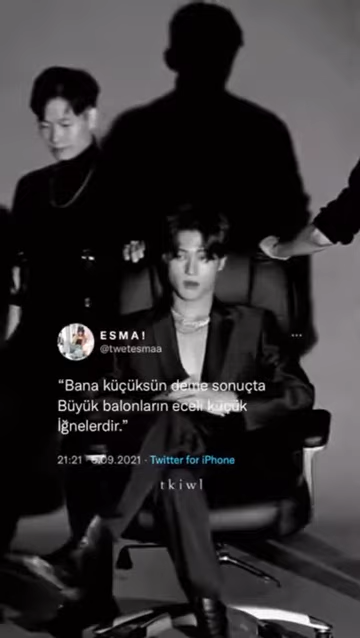 ESMA!
@twetesmaa
“Bana küçüksün deme sonuçta
Büyük balonların eceli küçük
İğnelerdir.”
21:21 · 5.09.2021 · Twitter for iPhone
tkiwl